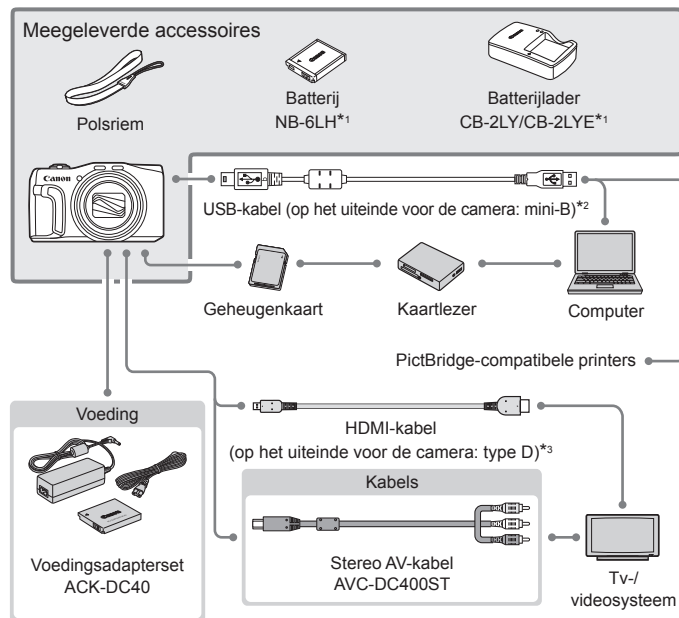 Meegeleverde accessoires
Polsriem
Batterij
NB-6LH*1
Batterijlader
CB-2LY/CB-2LYE*1
Canon
USB-kabel (op het uiteinde voor de camera: mini-B)*2
Geheugenkaart
Kaartlezer
Computer
PictBridge-compatibele printers
Voeding
HDMI-kabel
(op het uiteinde voor de camera: type D)*3
Kabels
Voedingsadapterset
ACK-DC40
Stereo AV-kabel
AVC-DC400ST
Tv-/
videosysteem